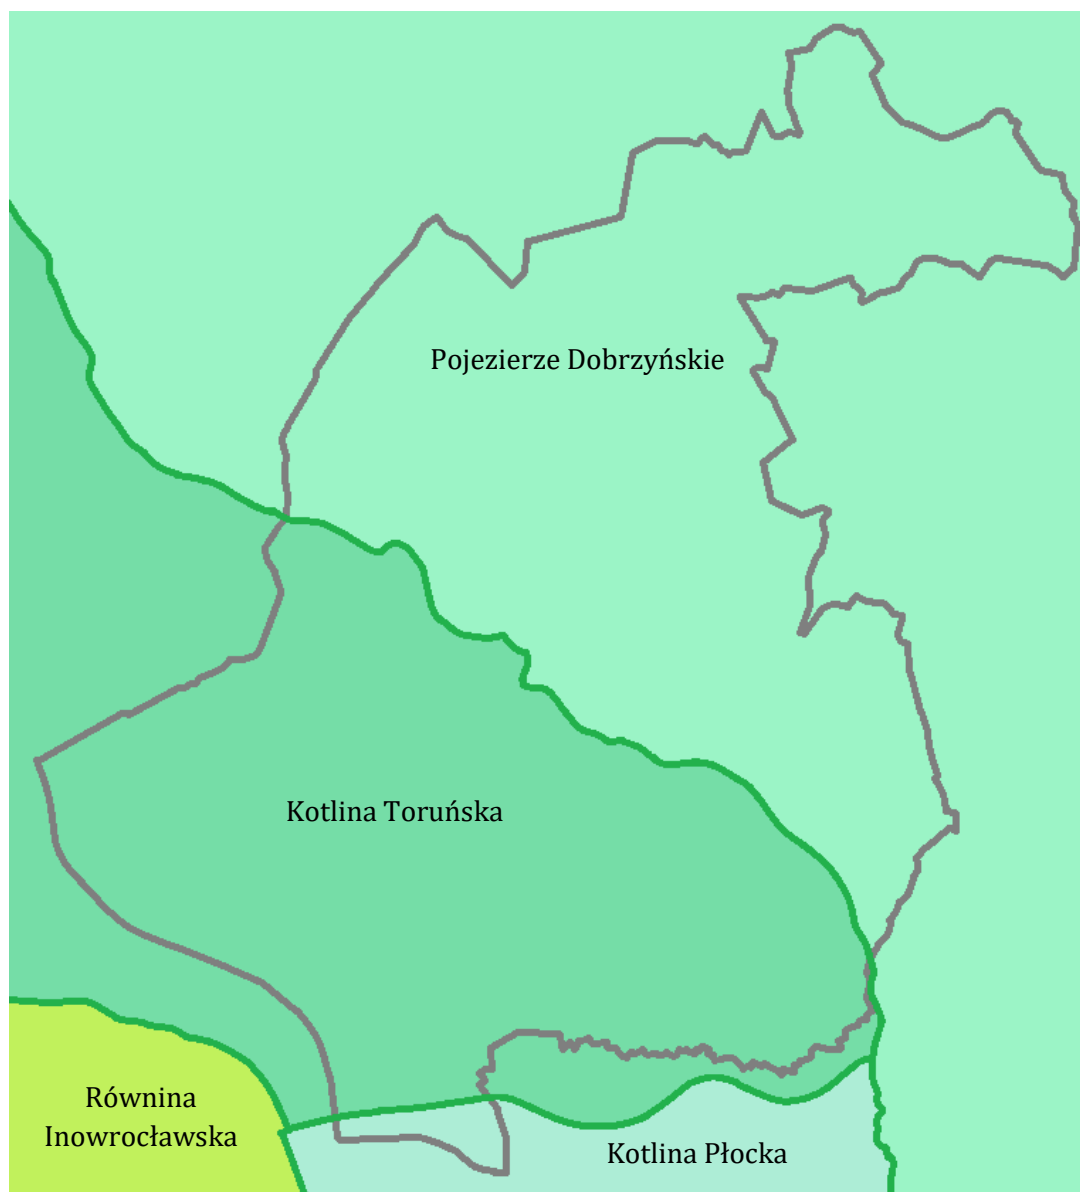 Pojezierze Dobrzyńskie
Kotlina Toruńska
Równina
Inowrocławska
Kotlina Płocka